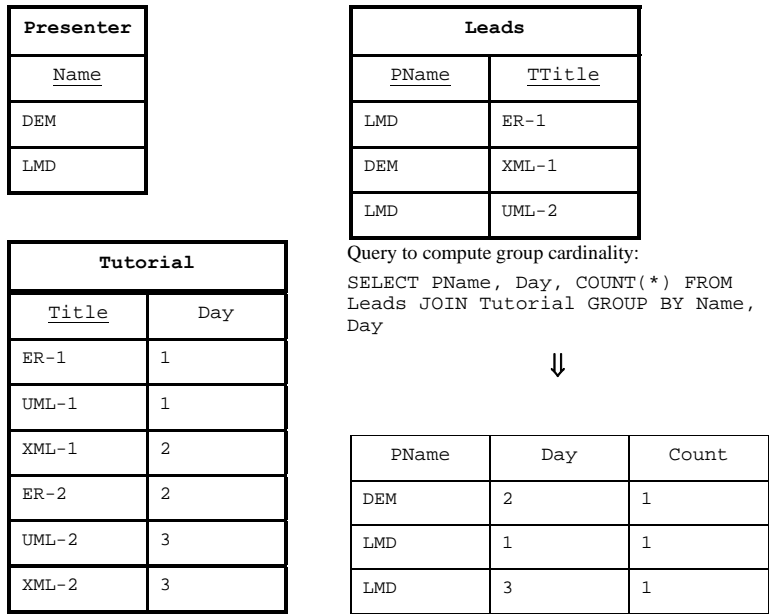 Presenter
Name
DEM
LMD
Leads
PName TTitle
LMD ER-1
DEM XML-1
LMD UML-2
Tutorial
Title Day
ER-1 1
UML-1 1
XML-1 2
ER-2 2
UML-2 3
XML-2 3
Query to compute group cardinality:
SELECT PName, Day, COUNT(*) FROM
Leads JOIN Tutorial GROUP BY Name,
Day
⇓
PName Day Count
DEM 2 1
LMD 1 1
LMD 3 1